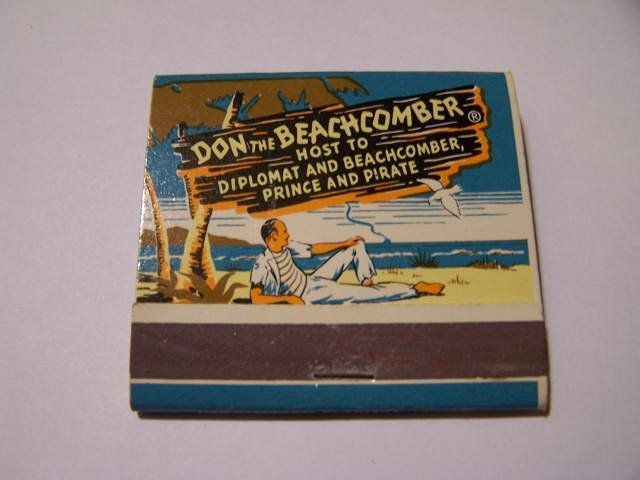 DON THE BEACHCOMBER ®
HOST TO
DIPLOMAT AND BEACHCOMBER,
PRINCE AND PIRATE